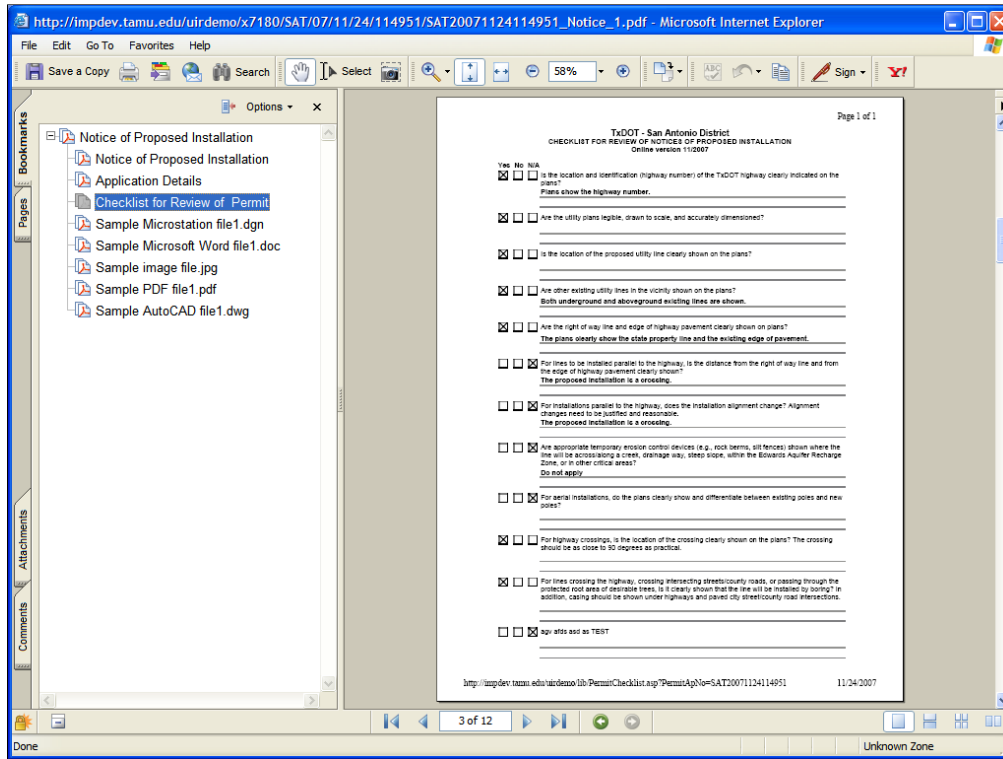 http://impdev.tamu.edu/uirdemo/x7180/SAT/07/11/24/114951/SAT20071124114951_Notice_1.pdf - Microsoft Internet Explorer
File Edit Go To Favorites Help
Save a Copy Search Select 58% Sign Y!
Bookmarks
Pages
Attachments
Comments
Options
Notice of Proposed Installation
Notice of Proposed Installation
Application Details
Checklist for Review of Permit
Sample Microstation file1.dgn
Sample Microsoft Word file1.doc
Sample image file.jpg
Sample PDF file1.pdf
Sample AutoCAD file1.dwg
Page 1 of 1
TxDOT - San Antonio District
CHECKLIST FOR REVIEW OF NOTICES OF PROPOSED INSTALLATION
Online version 11/2007
Yes No N/A
Is the location and identification (highway number) of the TxDOT highway clearly indicated on the
plans?
Plans show the highway number.
Are the utility plans legible, drawn to scale, and accurately dimensioned?
Is the location of the proposed utility line clearly shown on the plans?
Are other existing utility lines in the vicinity shown on the plans?
Both underground and aboveground existing lines are shown.
Are the right of way line and edge of highway pavement clearly shown on plans?
The plans clearly show the state property line and the existing edge of pavement.
For lines to be installed parallel to the highway, is the distance from the right of way line and from
the edge of highway pavement clearly shown?
The proposed installation is a crossing.
For installations parallel to the highway, does the installation alignment change? Alignment
changes need to be justified and reasonable.
The proposed installation is a crossing.
Are appropriate temporary erosion control devices (e.g., rock berms, silt fences) shown where the
line will be across/along a creek, drainage way, steep slope, within the Edwards Aquifer Recharge
Zone, or in other critical areas?
Do not apply
For aerial installations, do the plans clearly show and differentiate between existing poles and new
poles?
For highway crossings, is the location of the crossing clearly shown on the plans? The crossing
should be as close to 90 degrees as practical.
For lines crossing the highway, crossing intersecting streets/county roads, or passing through the
protected root area of desirable trees, is it clearly shown that the line will be installed by boring? In
addition, casing should be shown under highways and paved city street/county road intersections.
agv afds asd as TEST
http://impdev.tamu.edu/uirdemo/lib/PermitChecklist.asp?PermitApNo=SAT20071124114951 11/24/2007
3 of 12
Done Unknown Zone